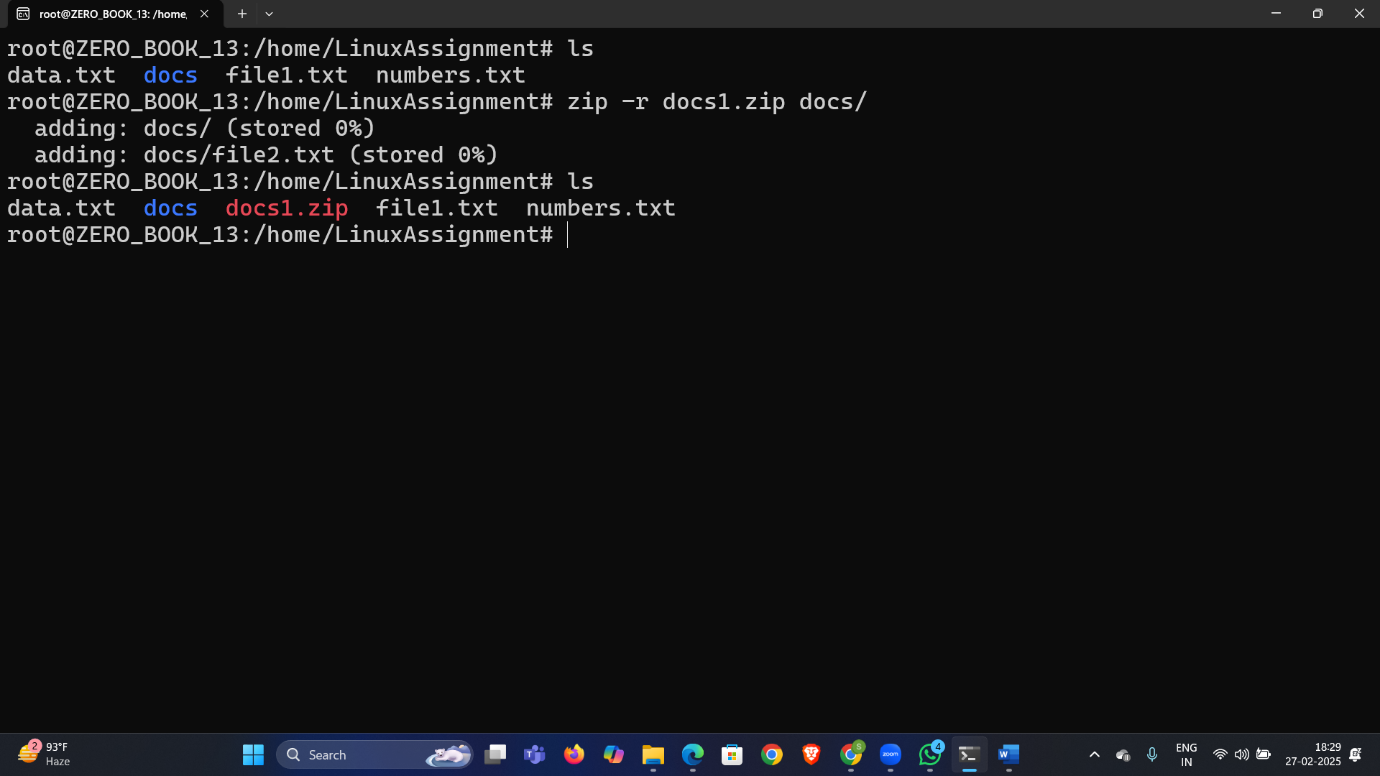 root@ZERO_BOOK_13: /home,
root@ZERO_BOOK_13:/home/LinuxAssignment# ls
data.txt  docs  file1.txt  numbers.txt
root@ZERO_BOOK_13:/home/LinuxAssignment# zip -r docs1.zip docs/
  adding: docs/ (stored 0%)
  adding: docs/file2.txt (stored 0%)
root@ZERO_BOOK_13:/home/LinuxAssignment# ls
data.txt  docs  docs1.zip  file1.txt  numbers.txt
root@ZERO_BOOK_13:/home/LinuxAssignment#
2
93°F
Haze
Search
S
zoom
4
ENG
IN
18:29
27-02-2025